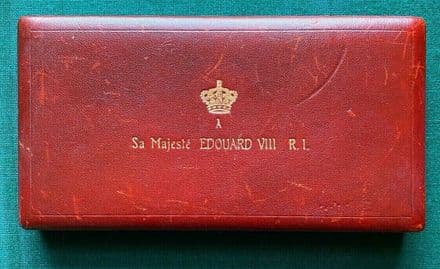 À
Sa Majesté EDOUARD VIII R. I.